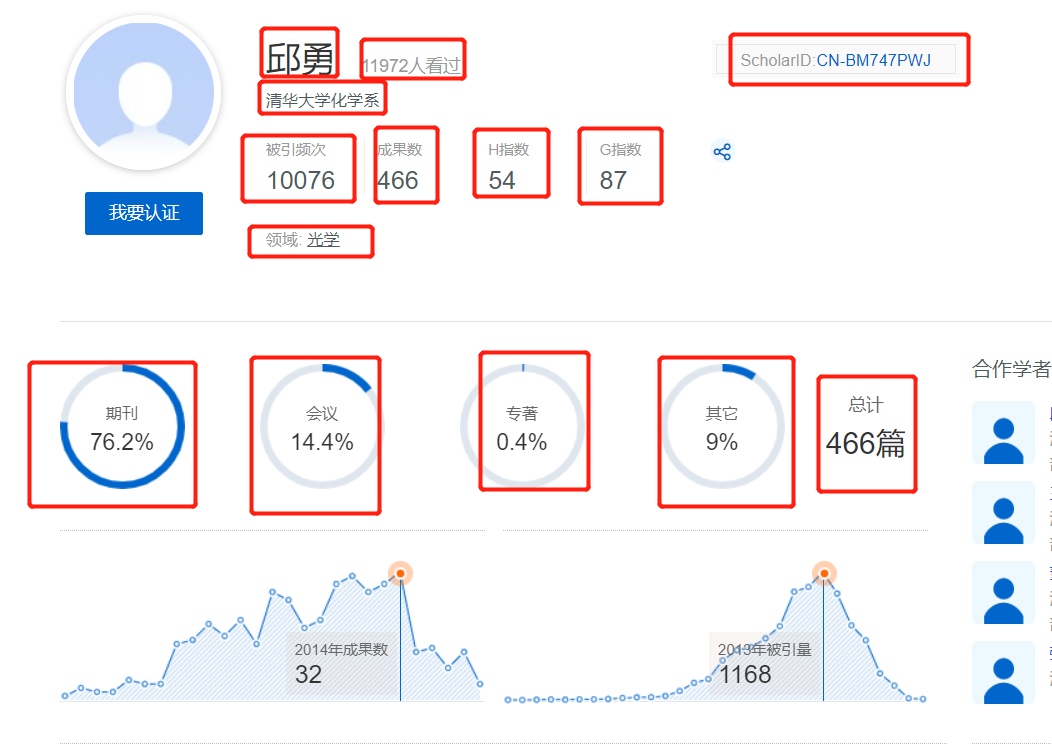 邱勇
11972人看过
ScholarID:CN-BM747PWJ
清华大学化学系
被引频次
成果数
H指数
G指数
10076
466
54
87
我要认证
领域: 光学
期刊
76.2%
会议
14.4%
专著
0.4%
其它
9%
总计
466篇
合作学者
2014年成果数
32
2013年被引量
1168